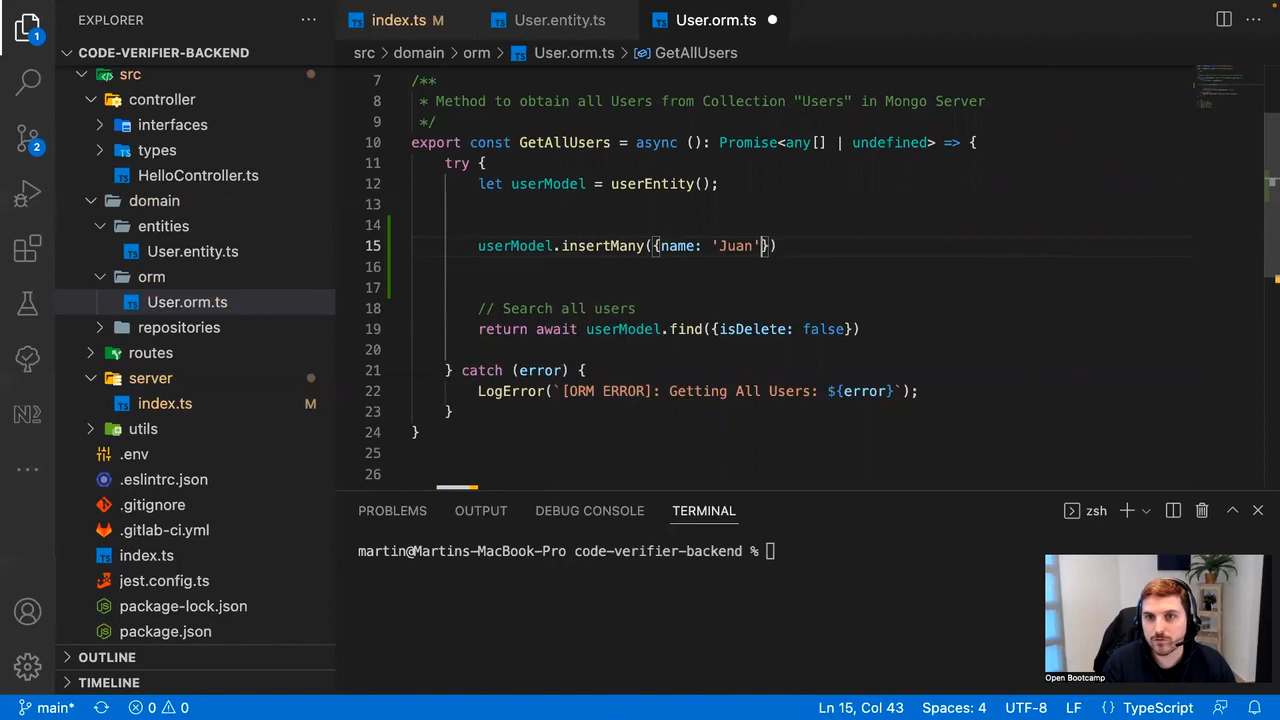 EXPLORER
index.ts M
User.entity.ts
User.orm.ts
CODE-VERIFIER-BACKEND
src
controller
interfaces
types
HelloController.ts
domain
entities
User.entity.ts
orm
User.orm.ts
repositories
routes
server
index.ts M
utils
.env
.eslintrc.json
.gitignore
.gitlab-ci.yml
index.ts
jest.config.ts
package-lock.json
package.json
OUTLINE
TIMELINE
1
2
src > domain > orm > User.orm.ts > GetAllUsers
7 /**
8 * Method to obtain all Users from Collection "Users" in Mongo Server
9 */
10 export const GetAllUsers = async (): Promise<any[] | undefined> => {
11 try {
12 let userModel = userEntity();
13
14
15 userModel.insertMany({name: 'Juan'})
16
17
18 // Search all users
19 return await userModel.find({isDelete: false})
20
21 } catch (error) {
22 LogError(`[ORM ERROR]: Getting All Users: ${error}`);
23 }
24 }
25
26
PROBLEMS OUTPUT DEBUG CONSOLE TERMINAL
zsh
martin@Martins-MacBook-Pro code-verifier-backend %
Open Bootcamp
main* 0 0 Ln 15, Col 43 Spaces: 4 UTF-8 LF {} TypeScript